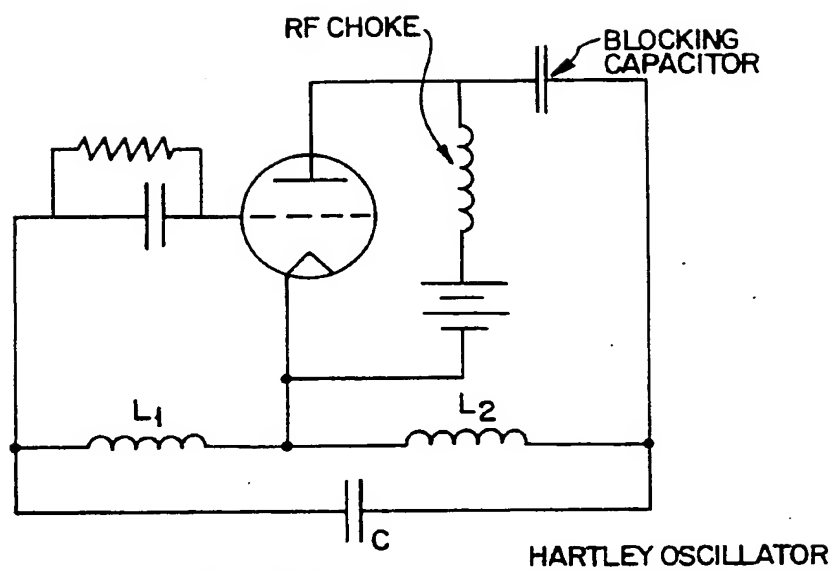 RF CHOKE
BLOCKING
CAPACITOR
L1
L2
C
HARTLEY OSCILLATOR